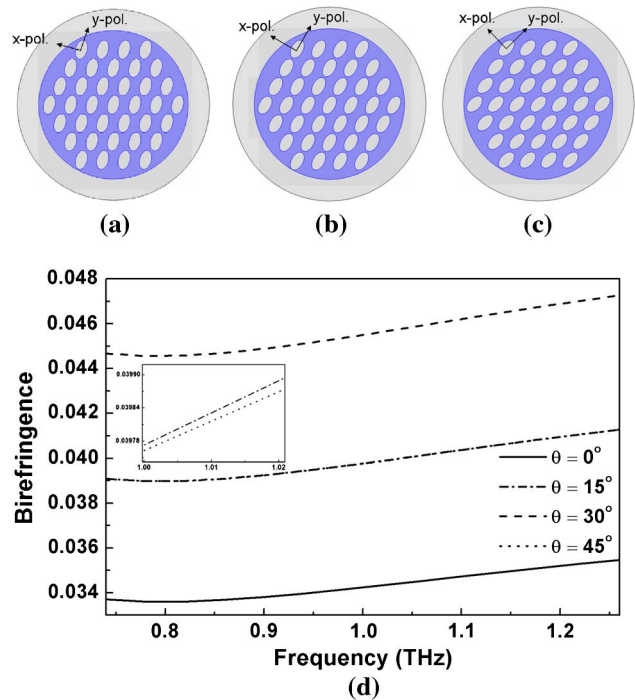 x-pol.
y-pol.
x-pol.
y-pol.
x-pol.
y-pol.
(a)
(b)
(c)
0.048
0.046
0.044
0.041
0.040
0.038
0.036
0.034
Birefringence
0.03990
0.03984
0.03978
1.00
1.01
1.02
θ = 0°
θ = 15°
θ = 30°
θ = 45°
0.8
0.9
1.0
1.1
1.2
Frequency (THz)
(d)